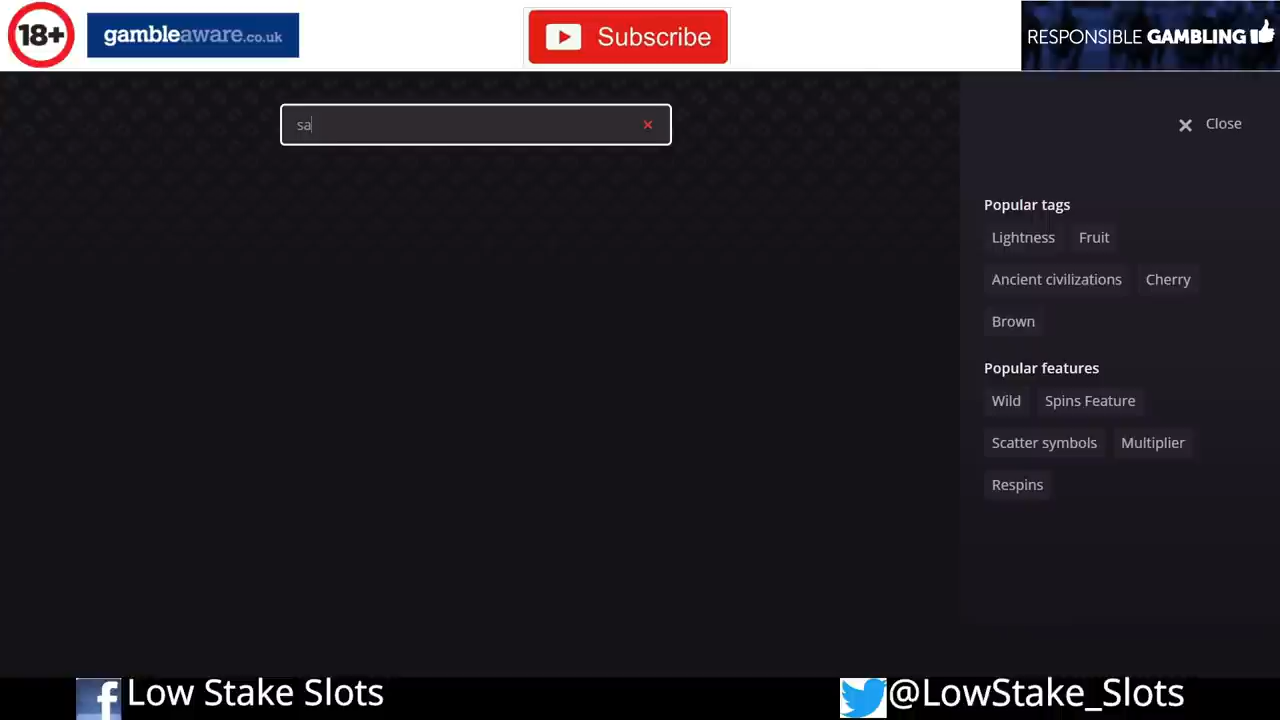 18+
gambleaware.co.uk
Subscribe
RESPONSIBLE GAMBLING
sa
Close
Popular tags
Lightness Fruit
Ancient civilizations Cherry
Brown
Popular features
Wild Spins Feature
Scatter symbols Multiplier
Respins
Low Stake Slots
@LowStake_Slots